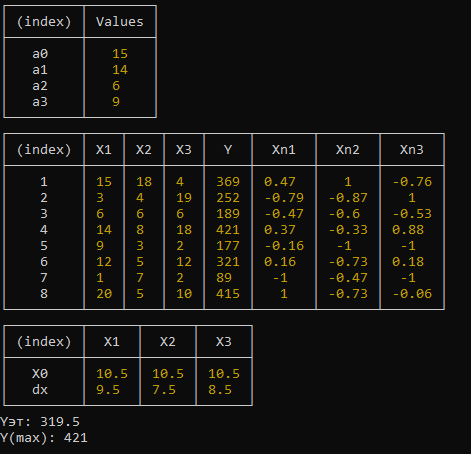 (index) Values
a0 15
a1 14
a2 6
a3 9
(index) X1 X2 X3 Y Xn1 Xn2 Xn3
1 15 18 4 369 0.47 1 -0.76
2 3 4 19 252 -0.79 -0.87 1
3 6 6 6 189 -0.47 -0.6 -0.53
4 14 8 18 421 0.37 -0.33 0.88
5 9 3 2 177 -0.16 -1 -1
6 12 5 12 321 0.16 -0.73 0.18
7 1 7 2 89 -1 -0.47 -1
8 20 5 10 415 1 -0.73 -0.06
(index) X1 X2 X3
X0 10.5 10.5 10.5
dx 9.5 7.5 8.5
Yэт: 319.5
Y(max): 421